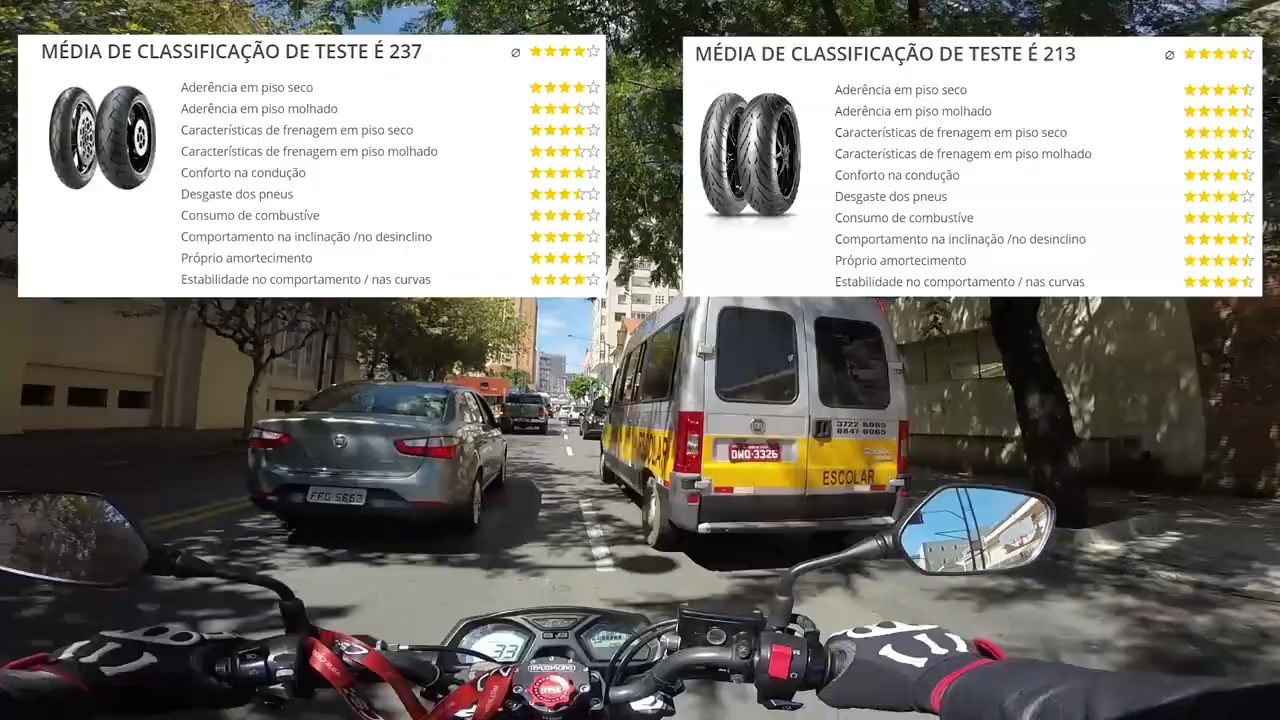 MÉDIA DE CLASSIFICAÇÃO DE TESTE É 237
Aderência em piso seco
Aderência em piso molhado
Características de frenagem em piso seco
Características de frenagem em piso molhado
Conforto na condução
Desgaste dos pneus
Consumo de combustíve
Comportamento na inclinação /no desinclino
Próprio amortecimento
Estabilidade no comportamento / nas curvas
MÉDIA DE CLASSIFICAÇÃO DE TESTE É 213
Aderência em piso seco
Aderência em piso molhado
Características de frenagem em piso seco
Características de frenagem em piso molhado
Conforto na condução
Desgaste dos pneus
Consumo de combustíve
Comportamento na inclinação /no desinclino
Próprio amortecimento
Estabilidade no comportamento / nas curvas
3722-6865
8847-6065
ESCOLAR
ESCOLAR
33